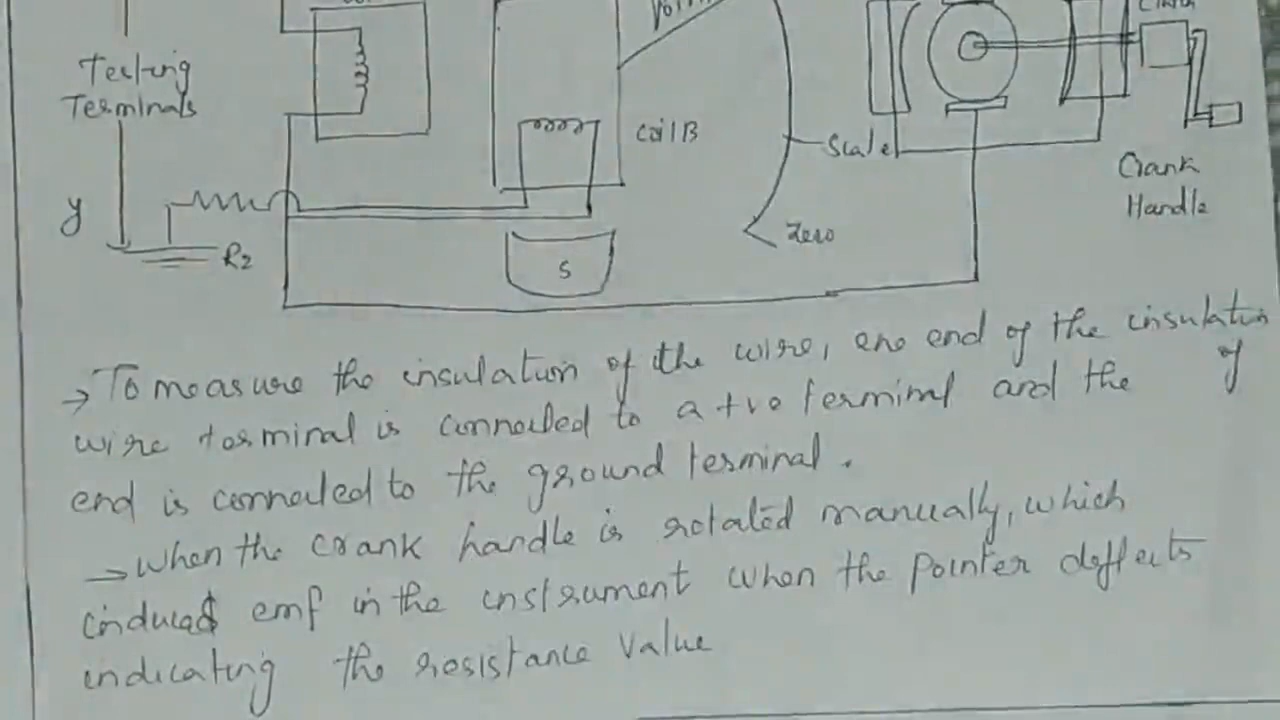 Testing
Terminals
y
R2
coil B
S
Scale
Zero
Crank
Handle
→ To measure the insulation of the wire, one end of the insulation of
wire terminal is connected to a +ve terminal and the
end is connected to the ground terminal.
→ When the crank handle is rotated manually, which
induces emf in the instrument when the pointer deflects
indicating the resistance value